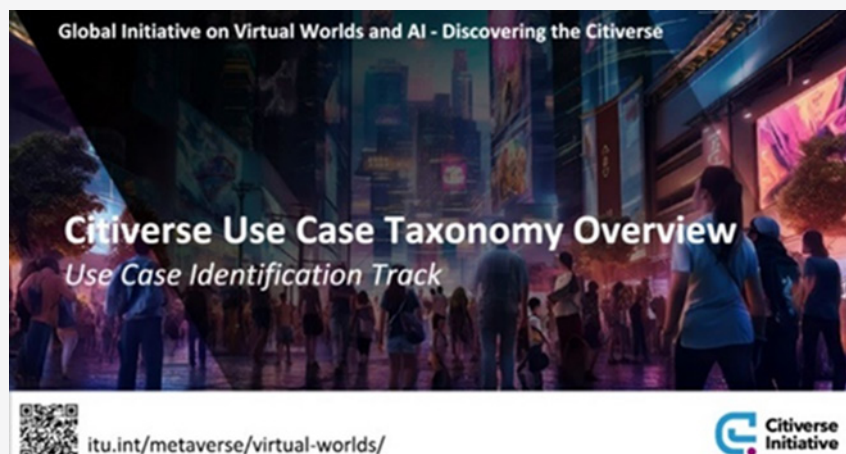 Global Initiative on Virtual Worlds and AI - Discovering the Citiverse
Citiverse Use Case Taxonomy Overview
Use Case Identification Track
itu.int/metaverse/virtual-worlds/
Citiverse
Initiative